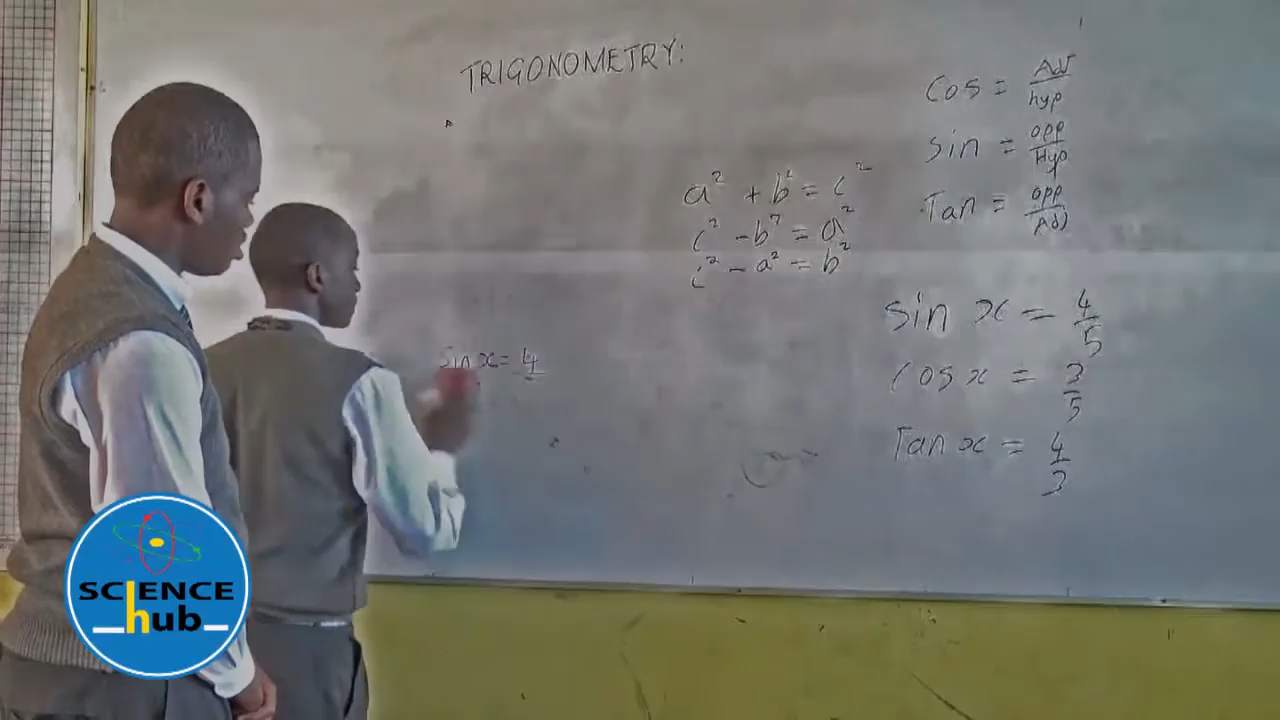 TRIGONOMETRY:
Cos = Adj/hyp
Sin = opp/Hyp
Tan = opp/Adj
a² + b² = c²
c² - b² = a²
c² - a² = b²
Sin x = 4/5
Cos x = 3/5
Tan x = 4/3
Sin x = 4
SCIENCE
hub